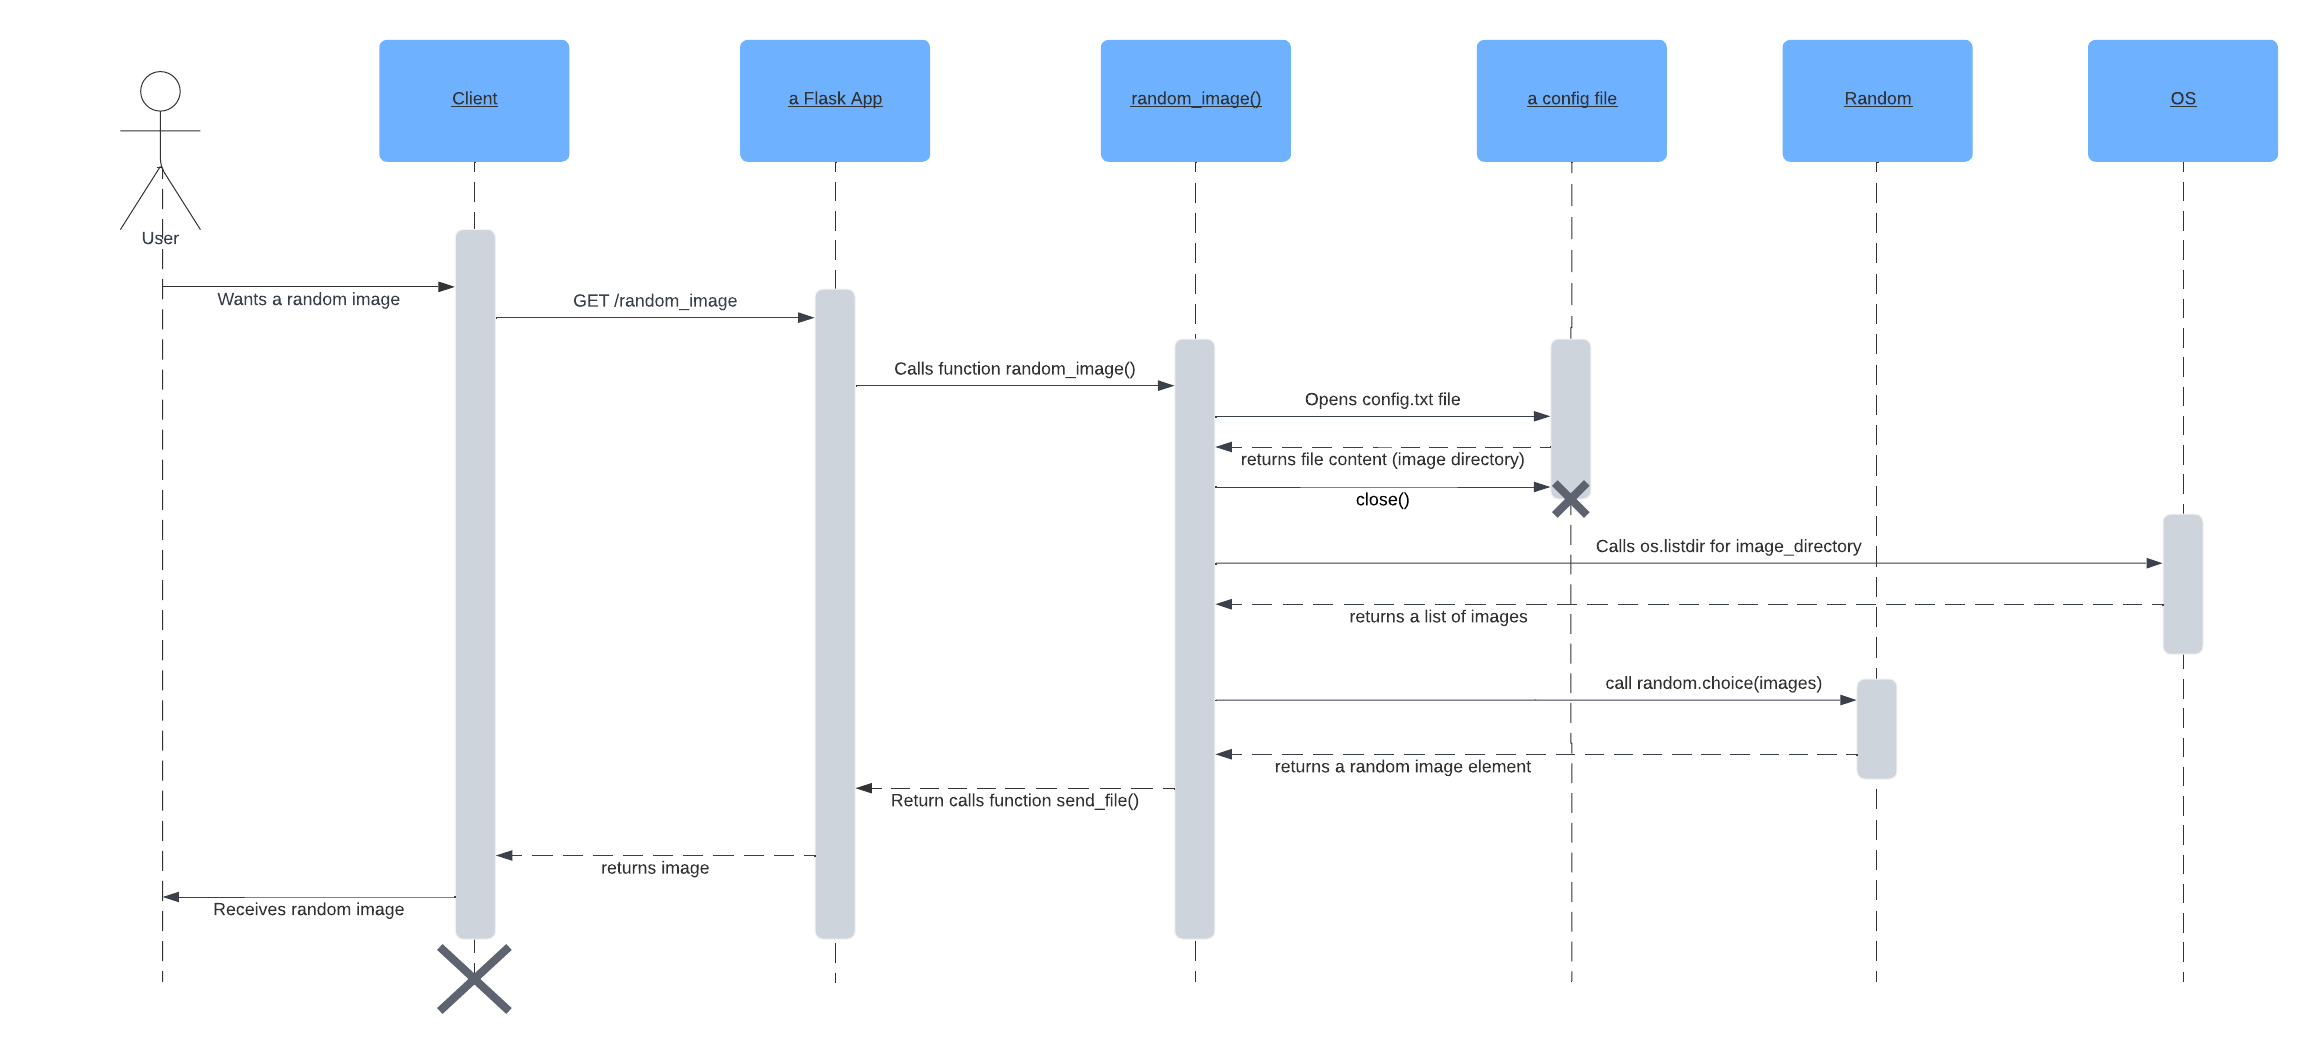 Client
a Flask App
random_image()
a config file
Random
OS
User
Wants a random image
GET /random_image
Calls function random_image()
Opens config.txt file
returns file content (image directory)
close()
Calls os.listdir for image_directory
returns a list of images
call random.choice(images)
returns a random image element
Return calls function send_file()
returns image
Receives random image